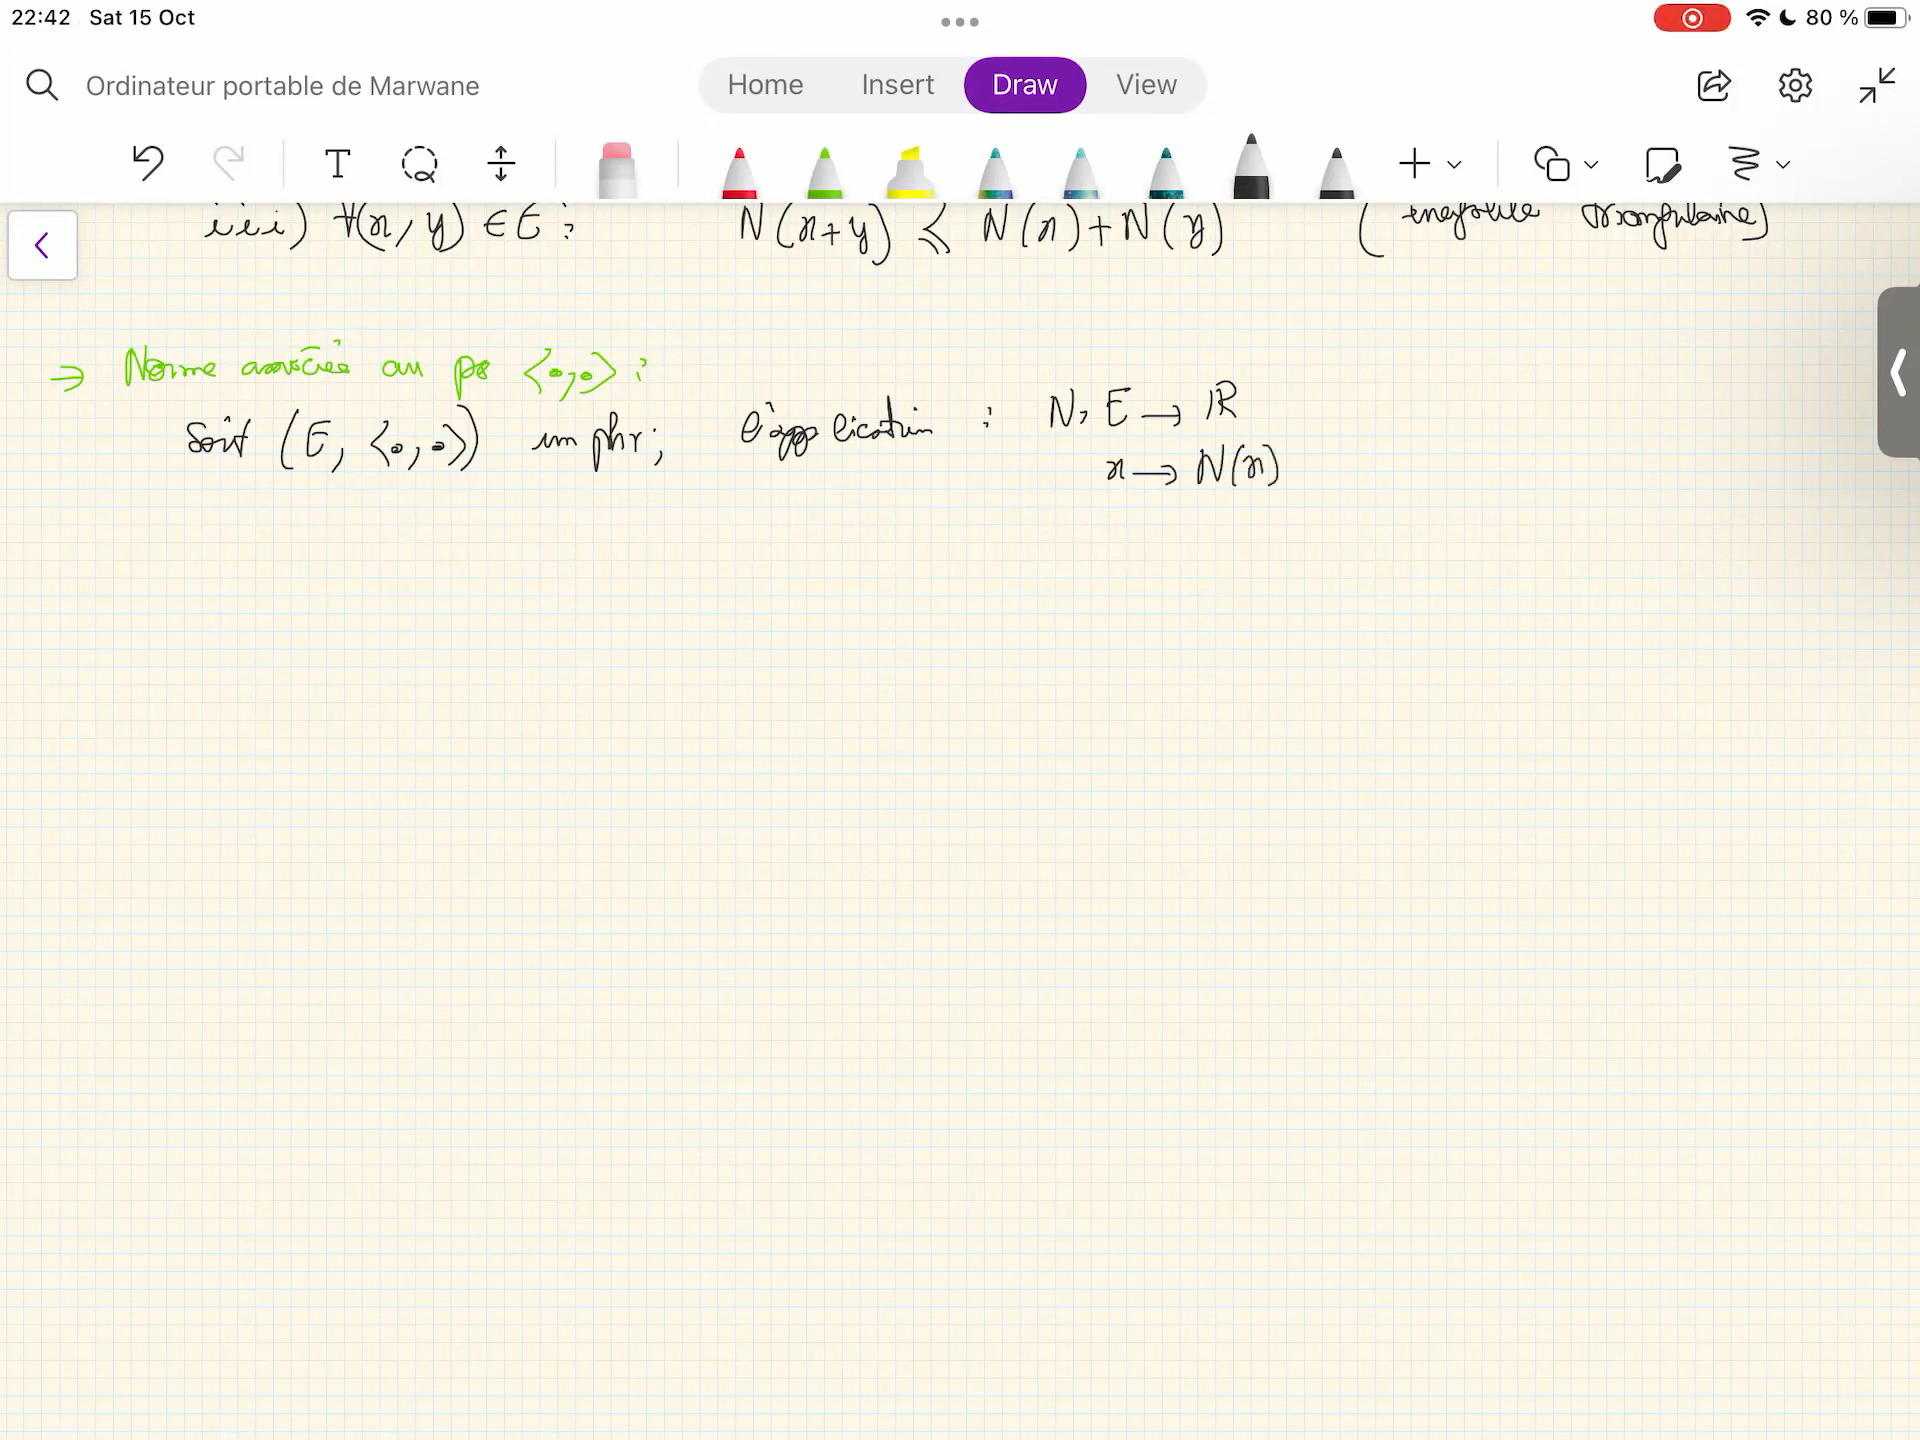 22:42 Sat 15 Oct
80 %
Ordinateur portable de Marwane
Home Insert Draw View
T
iii) ∀(x, y) ∈ E : N(x+y) ≤ N(x)+N(y) (inégalité triangulaire)
→ Norme associée au ps <∘,∘> :
Soit (E, <∘,∘>) un phr; l'application : N, E → ℝ
x → N(x)